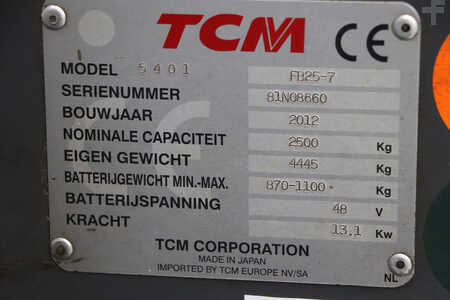 TCM CE
MODEL 5401 FB25-7
SERIENUMMER 81N08660
BOUWJAAR 2012
NOMINALE CAPACITEIT 2500 Kg
EIGEN GEWICHT 4445 Kg
BATTERIJGEWICHT MIN.-MAX. 870-1100 Kg
BATTERIJSPANNING 48 V
KRACHT 13.1 Kw
TCM CORPORATION
MADE IN JAPAN
IMPORTED BY TCM EUROPE NV/SA
NL